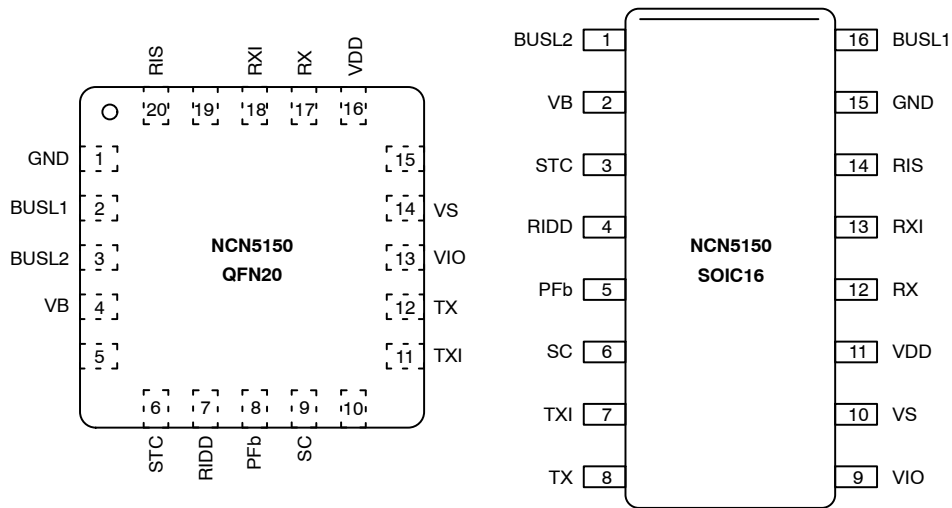 RIS
RXI
RX
VDD
20 19 18 17 16
GND 1
15
BUSL1 2
14 VS
BUSL2 3
13 VIO
VB 4
12 TX
5
11 TXI
NCN5150
QFN20
6 7 8 9 10
STC
RIDD
PFb
SC
BUSL2 1
16 BUSL1
VB 2
15 GND
STC 3
14 RIS
RIDD 4
13 RXI
NCN5150
SOIC16
PFb 5
12 RX
SC 6
11 VDD
TXI 7
10 VS
TX 8
9 VIO